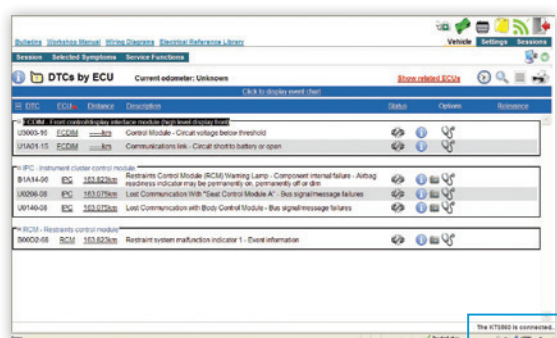 Bulletins Workshop Manual Wiring Diagrams Electrical Reference Library
Vehicle Settings Sessions
Session Selected Symptoms Service Functions
DTCs by ECU Current odometer: Unknown Show related ECUs
Click to display event chart
DTC ECU Distance Description Status Options Relevance
FCDIM - Front control/display interface module (high level display front)
U3003-16 FCDIM -----km Control Module - Circuit voltage below threshold
U1A01-15 FCDIM -----km Communications link - Circuit short to battery or open
IPC - Instrument cluster control module
B1A14-96 IPC 163.823km Restraints Control Module (RCM) Warning Lamp - Component internal failure - Airbag
readiness indicator may be permanently on, permanently off or dim
U0208-08 IPC 163.075km Lost Communication With "Seat Control Module A" - Bus signal/message failures
U0140-08 IPC 163.075km Lost Communication with Body Control Module - Bus signal/message failures
RCM - Restraints control module
B00D2-68 RCM 163.823km Restraint system malfunction indicator 1 - Event information
The is connected.